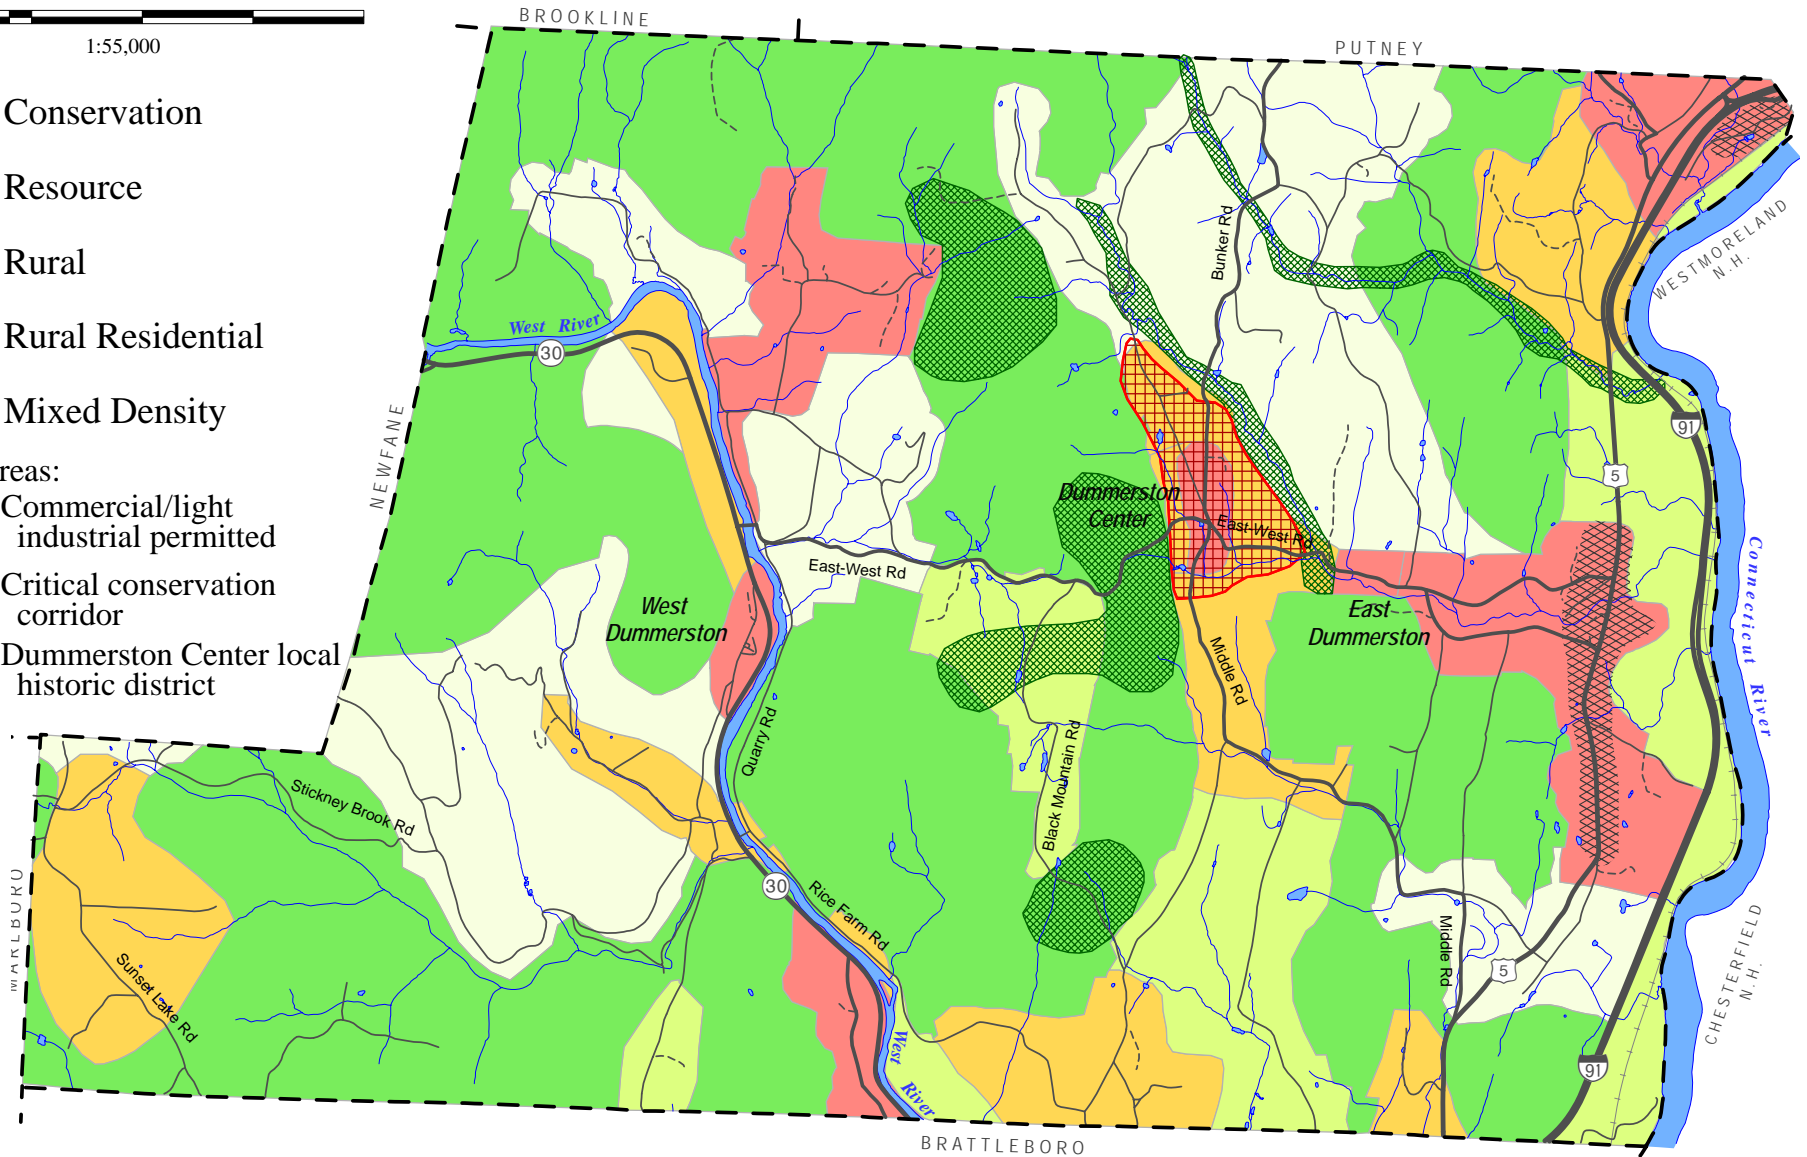 1:55,000
Conservation
Resource
Rural
Rural Residential
Mixed Density
reas:
Commercial/light
industrial permitted
Critical conservation
corridor
Dummerston Center local
historic district
BROOKLINE
PUTNEY
WESTMORELAND
N.H.
Bunker Rd
West River
30
NEWFANE
91
5
Dummerston
Center
East-West Rd
East-West Rd
West
Dummerston
East
Dummerston
Connecticut River
Middle Rd
Quarry Rd
Black Mountain Rd
Stickney Brook Rd
MARLBORO
30
Rice Farm Rd
Sunset Lake Rd
Middle Rd
5
CHESTERFIELD
N.H.
West River
91
BRATTLEBORO